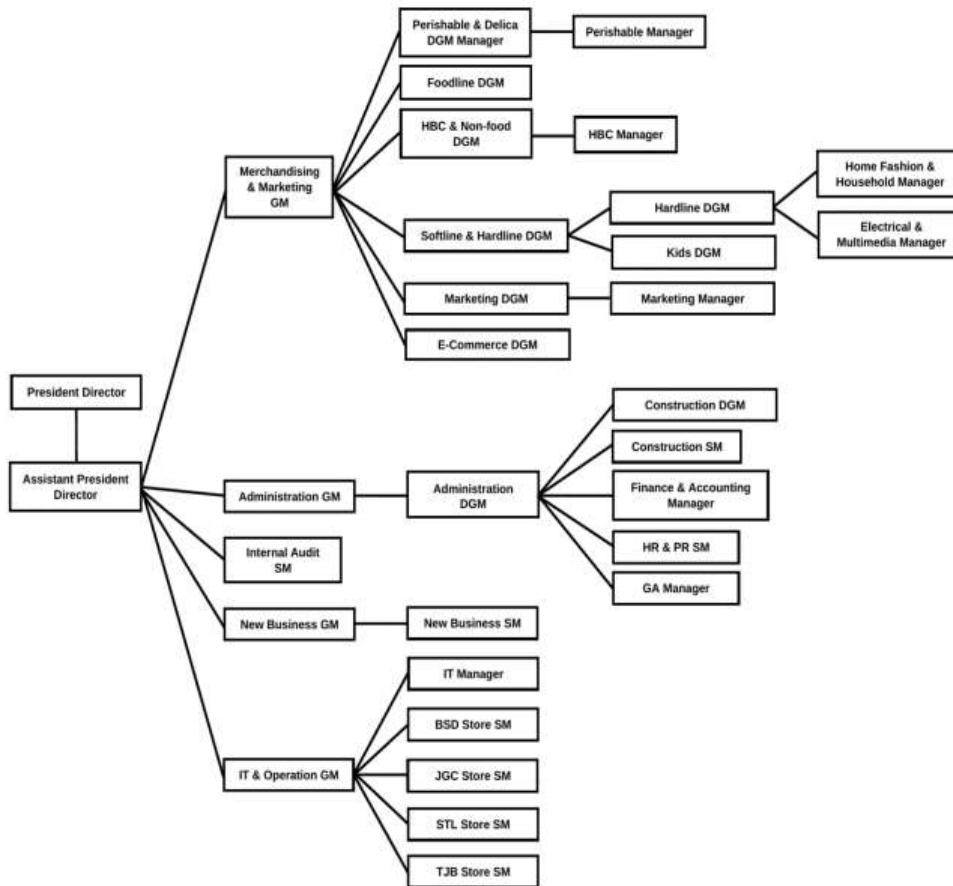 Perishable & Delica
DGM Manager
Perishable Manager
Foodline DGM
HBC & Non-food
DGM
HBC Manager
Merchandising
& Marketing
GM
Home Fashion &
Household Manager
Hardline DGM
Softline & Hardline DGM
Electrical &
Multimedia Manager
Kids DGM
Marketing DGM
Marketing Manager
E-Commerce DGM
President Director
Assistant President
Director
Construction DGM
Construction SM
Administration GM
Administration
DGM
Finance & Accounting
Manager
HR & PR SM
GA Manager
Internal Audit
SM
New Business GM
New Business SM
IT Manager
BSD Store SM
IT & Operation GM
JGC Store SM
STL Store SM
TJB Store SM